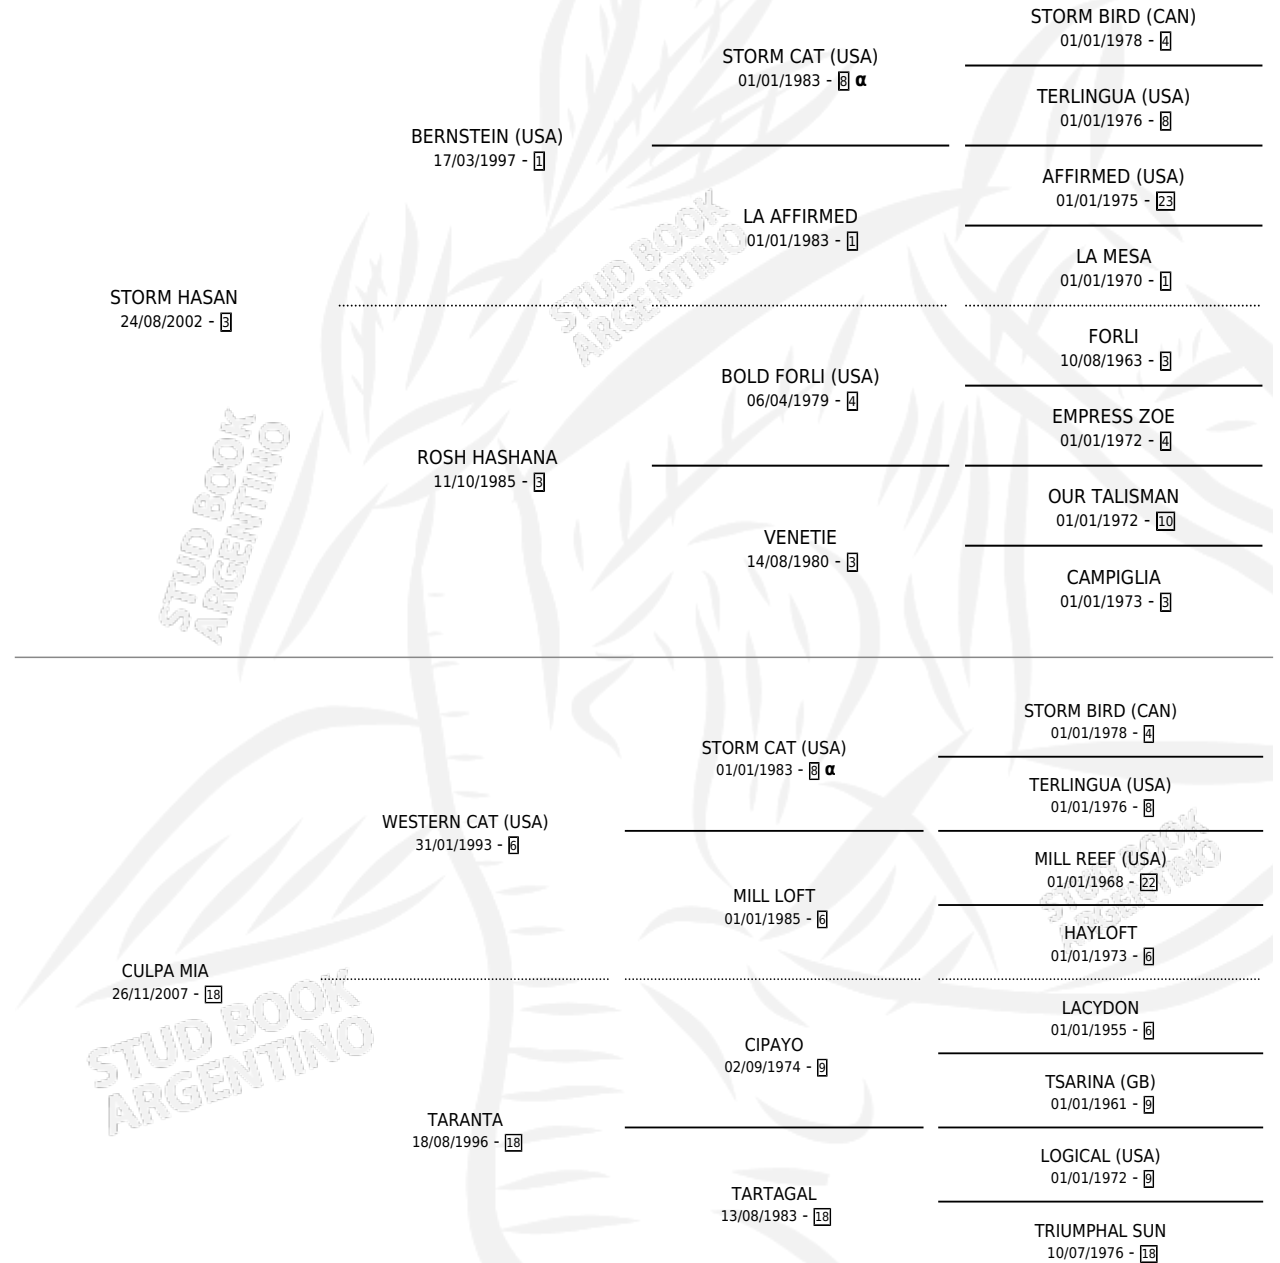 STORM BIRD (CAN)
01/01/1978 - 4
STORM CAT (USA)
01/01/1983 - 8 α
TERLINGUA (USA)
01/01/1976 - 8
BERNSTEIN (USA)
17/03/1997 - 1
AFFIRMED (USA)
01/01/1975 - 23
LA AFFIRMED
01/01/1983 - 1
LA MESA
01/01/1970 - 1
STORM HASAN
24/08/2002 - 3
FORLI
10/08/1963 - 3
BOLD FORLI (USA)
06/04/1979 - 4
EMPRESS ZOE
01/01/1972 - 4
ROSH HASHANA
11/10/1985 - 3
OUR TALISMAN
01/01/1972 - 10
VENETIE
14/08/1980 - 3
CAMPIGLIA
01/01/1973 - 3
STUD BOOK
ARGENTINO
STUD BOOK
ARGENTINO
STORM BIRD (CAN)
01/01/1978 - 4
STORM CAT (USA)
01/01/1983 - 8 α
TERLINGUA (USA)
01/01/1976 - 8
WESTERN CAT (USA)
31/01/1993 - 6
MILL REEF (USA)
01/01/1968 - 22
MILL LOFT
01/01/1985 - 6
HAYLOFT
01/01/1973 - 6
CULPA MIA
26/11/2007 - 18
LACYDON
01/01/1955 - 6
CIPAYO
02/09/1974 - 9
TSARINA (GB)
01/01/1961 - 9
TARANTA
18/08/1996 - 18
LOGICAL (USA)
01/01/1972 - 9
TARTAGAL
13/08/1983 - 18
TRIUMPHAL SUN
10/07/1976 - 18
STUD BOOK
ARGENTINO
STUD BOOK
ARGENTINO